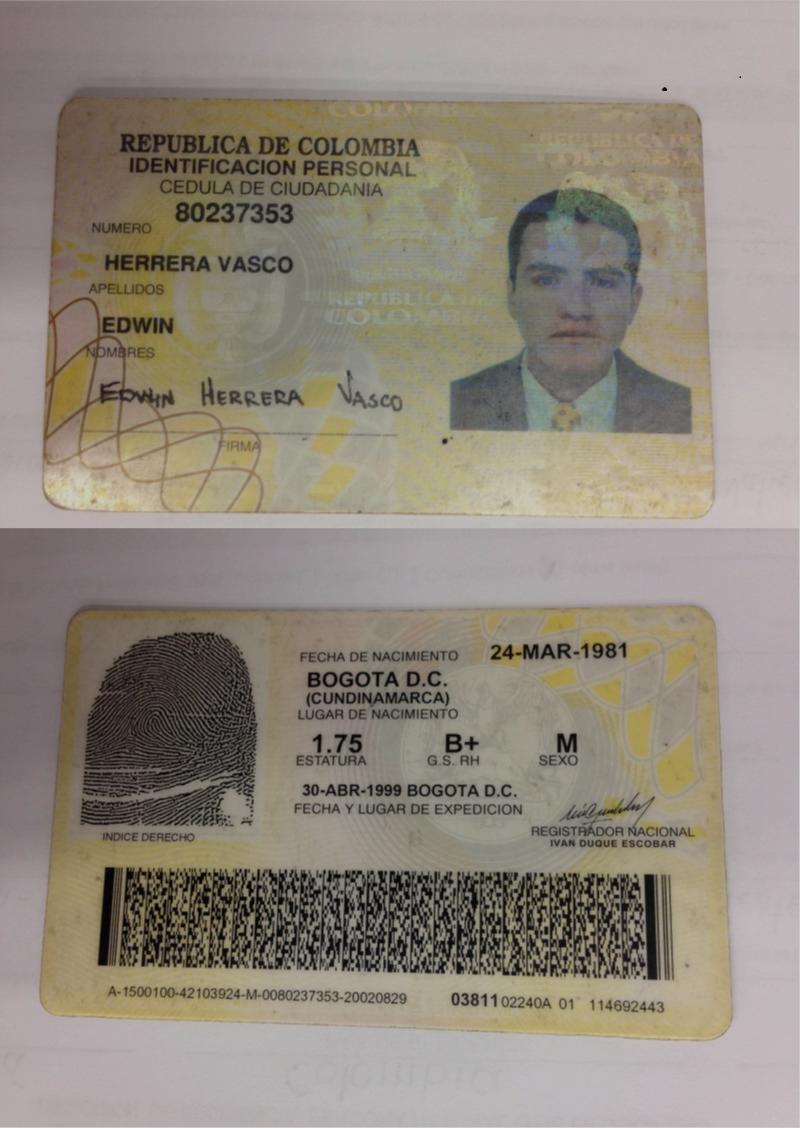 REPUBLICA DE COLOMBIA
IDENTIFICACION PERSONAL
CEDULA DE CIUDADANIA
NUMERO 80237353
HERRERA VASCO
APELLIDOS
EDWIN
NOMBRES
EDWIN HERRERA VASCO
FIRMA
REPUBLICA DE
COLOMBIA
FECHA DE NACIMIENTO 24-MAR-1981
BOGOTA D.C.
(CUNDINAMARCA)
LUGAR DE NACIMIENTO
1.75 B+ M
ESTATURA G.S. RH SEXO
30-ABR-1999 BOGOTA D.C.
FECHA Y LUGAR DE EXPEDICION
INDICE DERECHO
REGISTRADOR NACIONAL
IVAN DUQUE ESCOBAR
A-1500100-42103924-M-0080237353-20020829 03811 02240A 01 114692443
Colombia